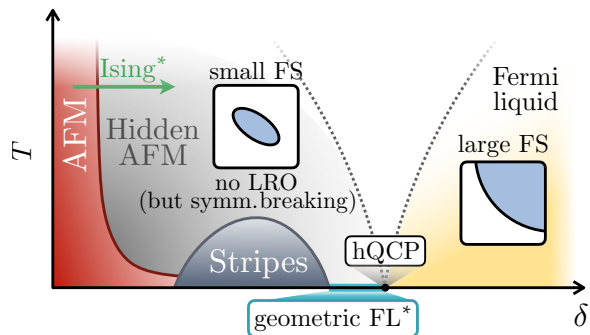 Ising*
small FS
Fermi
liquid
AFM
Hidden
AFM
large FS
T
no LRO
(but symm.breaking)
hQCP
Stripes
geometric FL*
δ